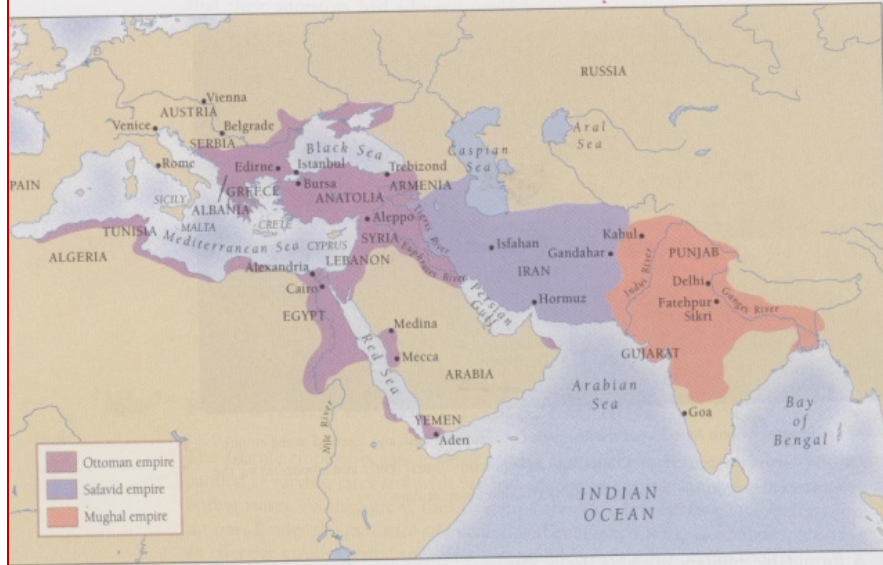 RUSSIA
Vienna
AUSTRIA
Venice
Belgrade
SERBIA
Aral
Sea
Caspian
Sea
Black Sea
Rome
Edirne
Istanbul
Trebizond
PAIN
Bursa
ARMENIA
GREECE
ANATOLIA
ALBANIA
SICILY
Aleppo
Tigris River
Kabul
TUNISIA
MALTA
CRETE
SYRIA
Isfahan
PUNJAB
Mediterranean Sea
CYPRUS
Gandahar
ALGERIA
LEBANON
Euphrates River
IRAN
Indus River
Delhi
Alexandria
Ganges River
Cairo
Persian
Gulf
Hormuz
Fatehpur
Sikri
EGYPT
Medina
Red Sea
Mecca
GUJARAT
ARABIA
Arabian
Sea
Bay
of
Bengal
Goa
Nile River
YEMEN
Aden
Ottoman empire
Safavid empire
Mughal empire
INDIAN
OCEAN